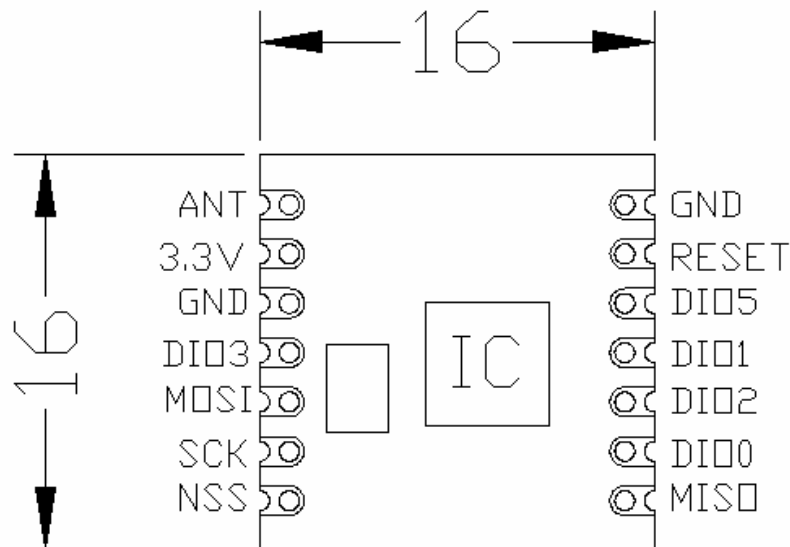 16
16
ANT GND
3.3V RESET
GND DIO5
DIO3 IC DIO1
MOSI DIO2
SCK DIO0
NSS MISO